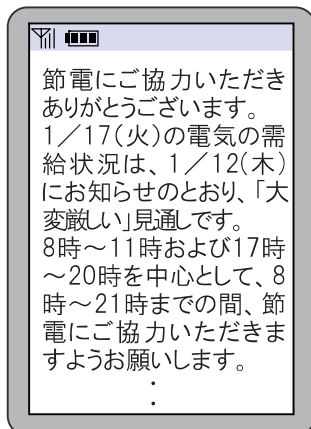 節電にご協力いただき
ありがとうございます。
1／17(火)の電気の需
給状況は、1／12(木)
にお知らせのとおり、「大
変厳しい」見通しです。
8時～11時および17時
～20時を中心として、8
時～21時までの間、節
電にご協力いただきま
すようお願いします。
・
・